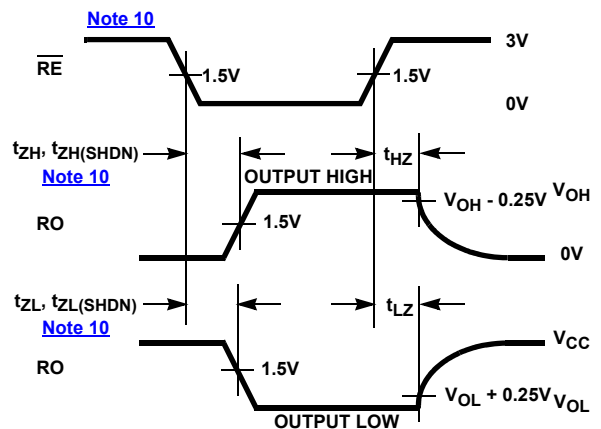 Note 10
3V
RE
1.5V
1.5V
0V
tZH, tZH(SHDN)
Note 10
OUTPUT HIGH
tHZ
VOH - 0.25V VOH
RO
1.5V
0V
tZL, tZL(SHDN)
Note 10
tLZ
VCC
RO
1.5V
VOL + 0.25V VOL
OUTPUT LOW